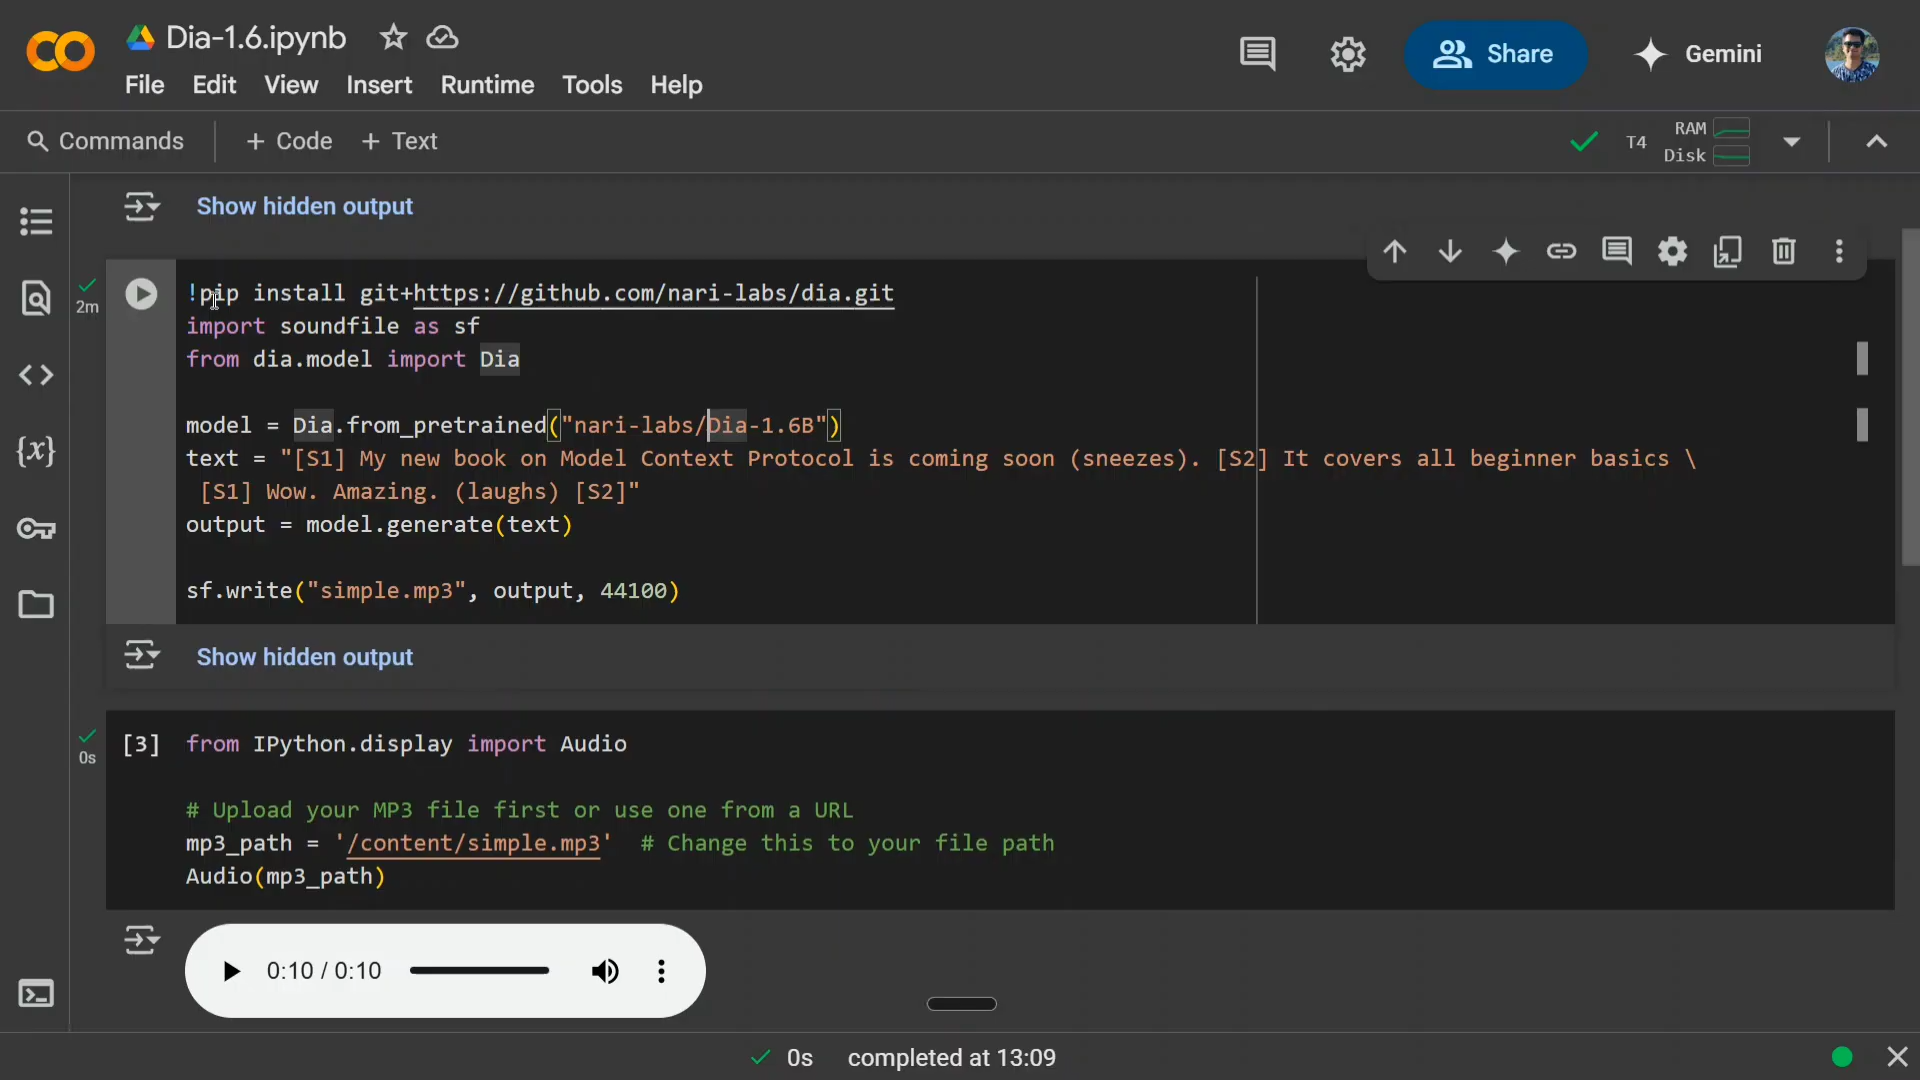 Dia-1.6.ipynb
File Edit View Insert Runtime Tools Help
Share
Gemini
Commands + Code + Text
T4
RAM
Disk
Show hidden output
2m
!pip install git+https://github.com/nari-labs/dia.git
import soundfile as sf
from dia.model import Dia
model = Dia.from_pretrained("nari-labs/Dia-1.6B")
text = "[S1] My new book on Model Context Protocol is coming soon (sneezes). [S2] It covers all beginner basics \
[S1] Wow. Amazing. (laughs) [S2]"
output = model.generate(text)
sf.write("simple.mp3", output, 44100)
Show hidden output
0s
[3] from IPython.display import Audio
# Upload your MP3 file first or use one from a URL
mp3_path = '/content/simple.mp3' # Change this to your file path
Audio(mp3_path)
0:10 / 0:10
0s completed at 13:09